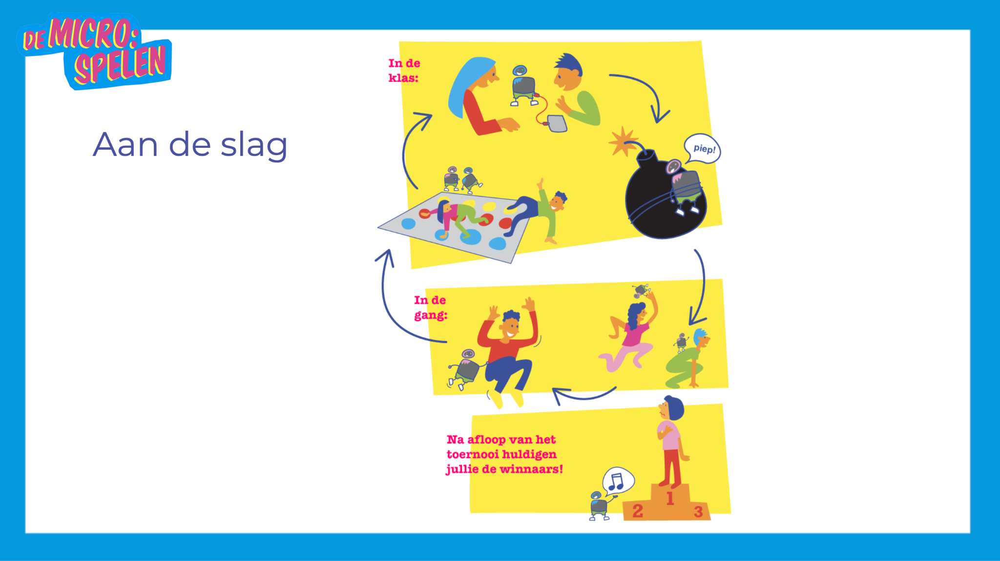 DE MICRO:
SPELEN
Aan de slag
In de
klas:
piep!
In de
gang:
Na afloop van het
toernooi huldigen
jullie de winnaars!
1
2
3